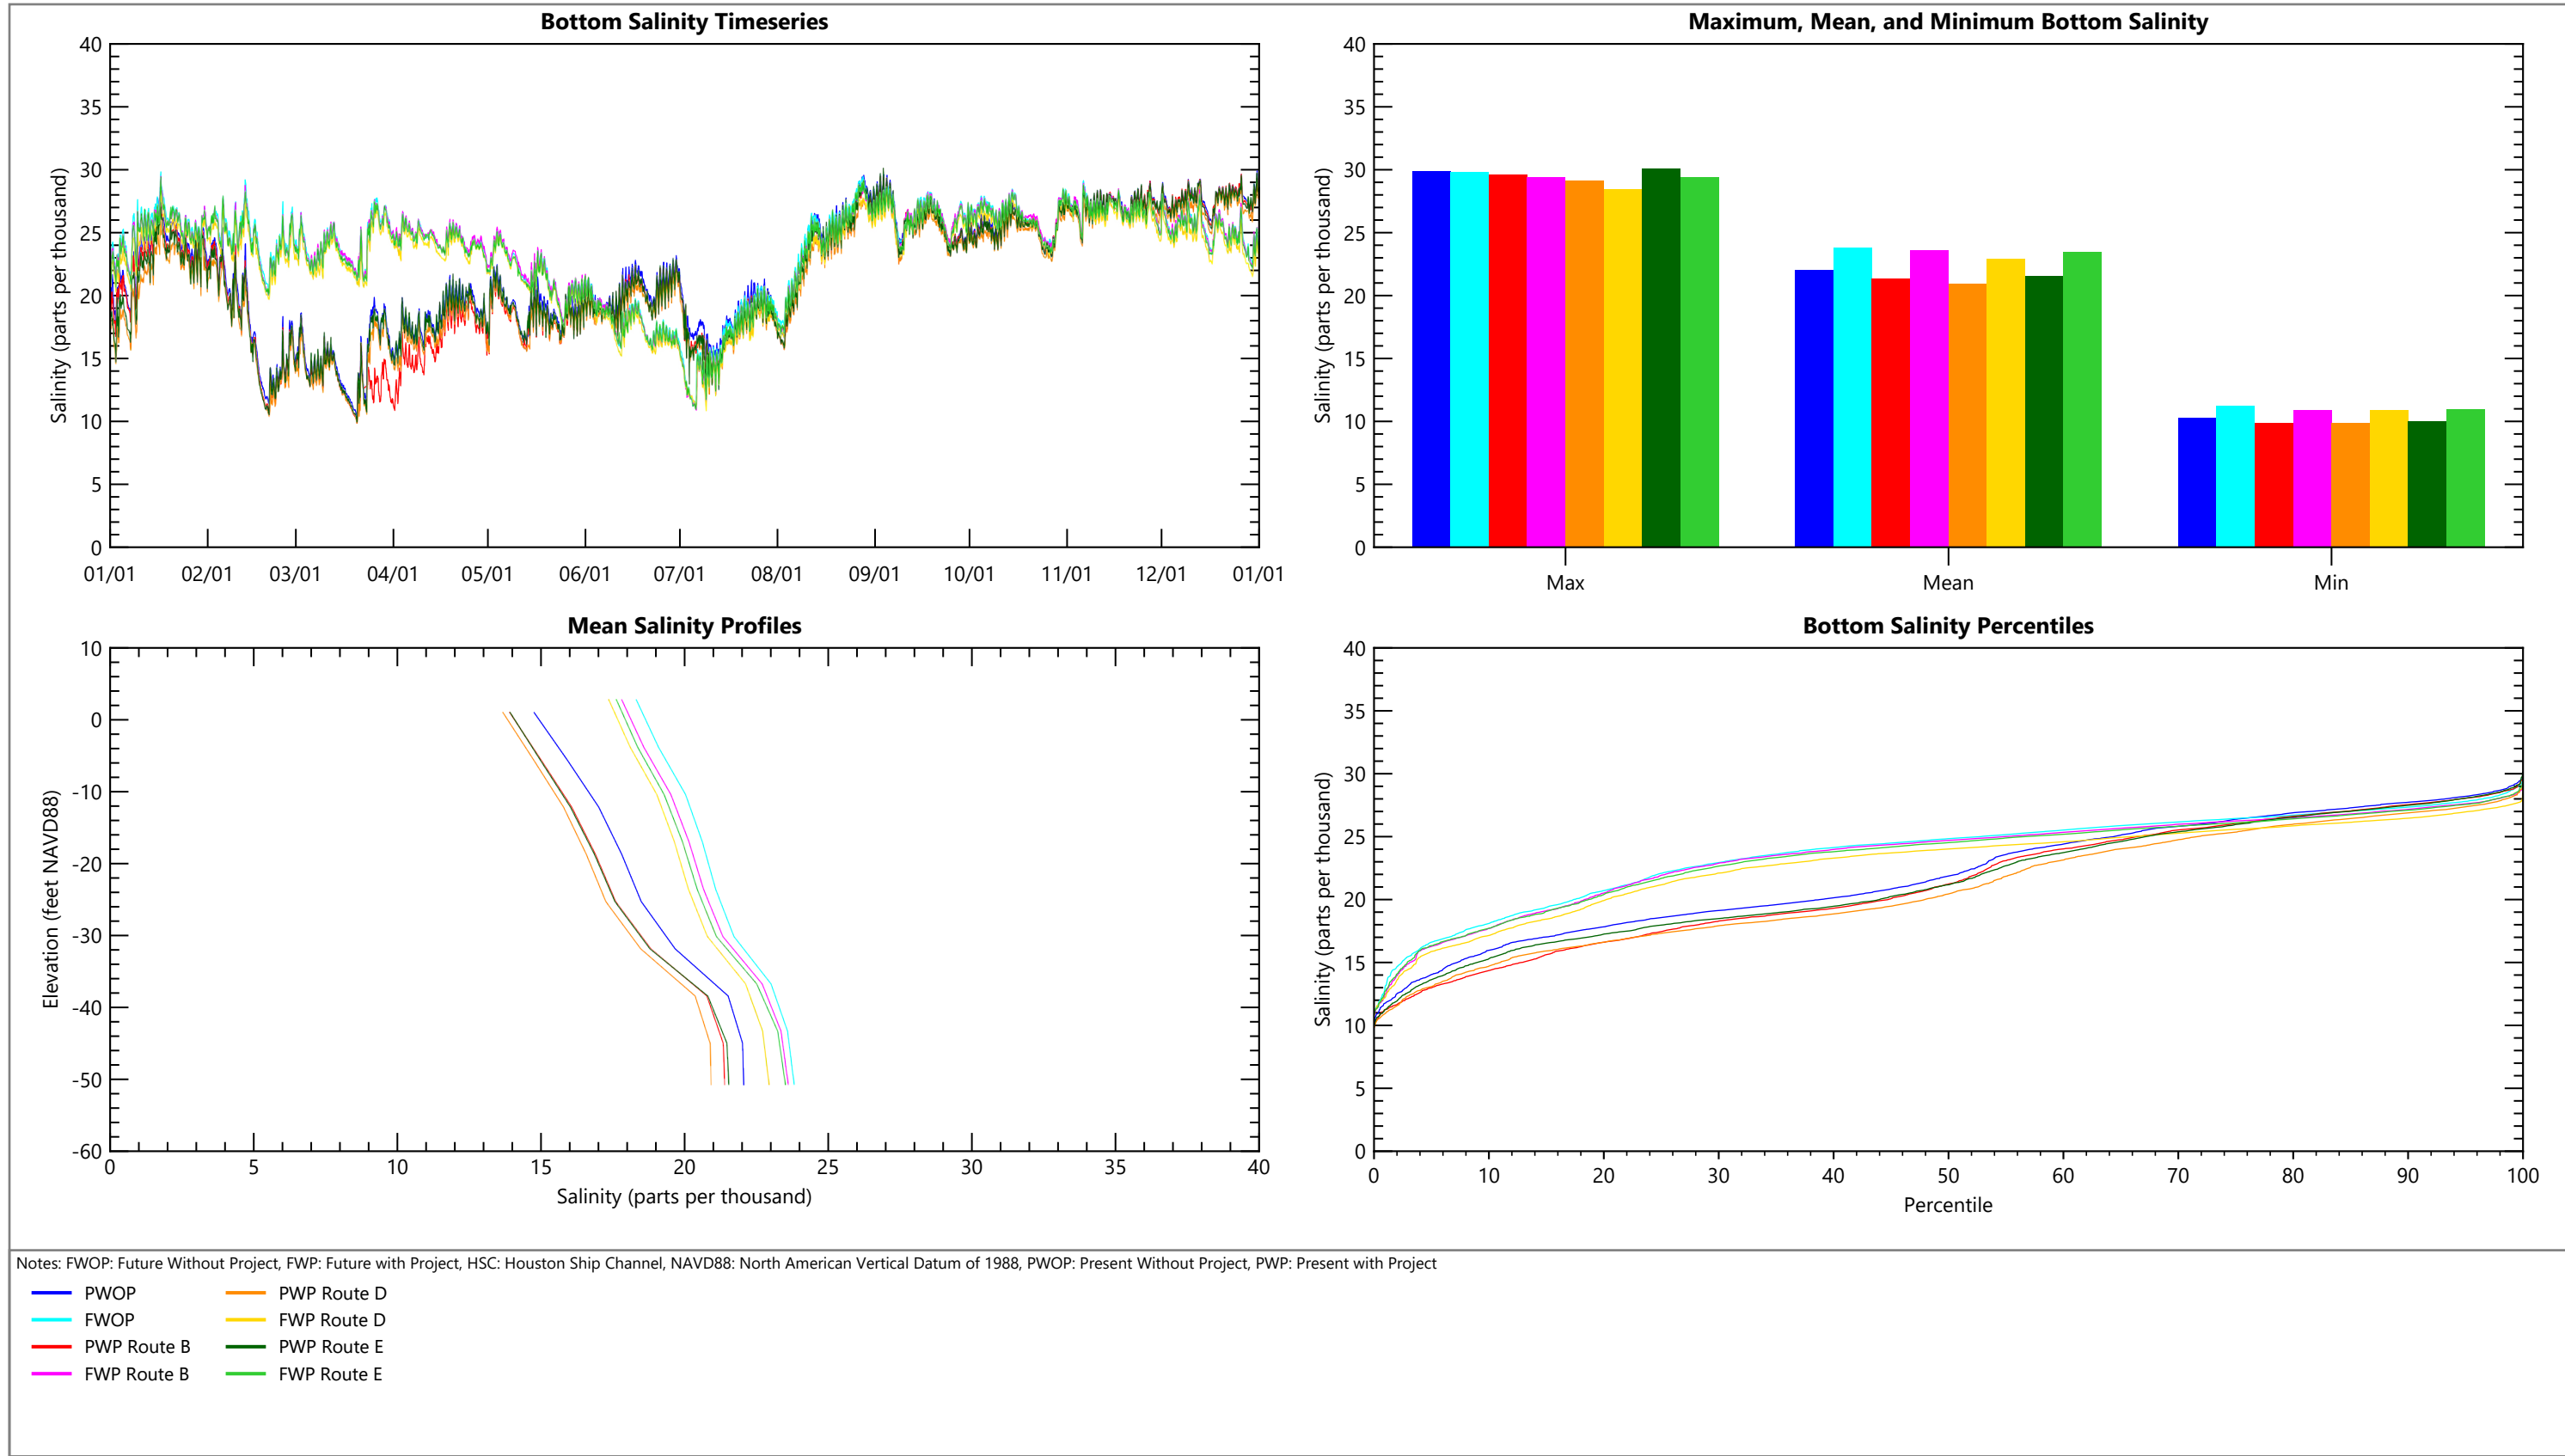 Bottom Salinity Timeseries
Salinity (parts per thousand)
40
35
30
25
20
15
10
5
0
01/01 02/01 03/01 04/01 05/01 06/01 07/01 08/01 09/01 10/01 11/01 12/01 01/01
Maximum, Mean, and Minimum Bottom Salinity
Salinity (parts per thousand)
40
35
30
25
20
15
10
5
0
Max Mean Min
Mean Salinity Profiles
Elevation (feet NAVD88)
10
0
-10
-20
-30
-40
-50
-60
0 5 10 15 20 25 30 35 40
Salinity (parts per thousand)
Bottom Salinity Percentiles
Salinity (parts per thousand)
40
35
30
25
20
15
10
5
0
0 10 20 30 40 50 60 70 80 90 100
Percentile
Notes: FWOP: Future Without Project, FWP: Future with Project, HSC: Houston Ship Channel, NAVD88: North American Vertical Datum of 1988, PWOP: Present Without Project, PWP: Present with Project
PWOP
FWOP
PWP Route B
FWP Route B
PWP Route D
FWP Route D
PWP Route E
FWP Route E